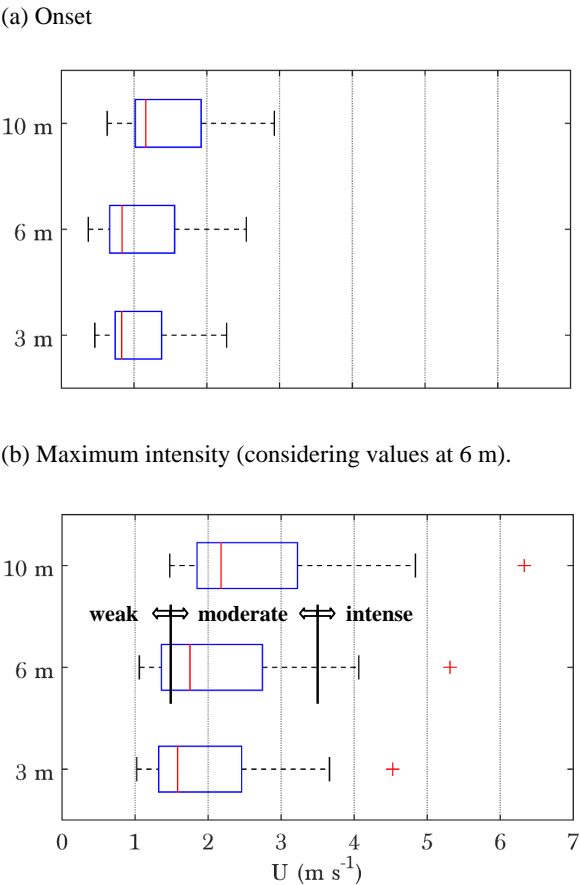 (a) Onset
10 m
6 m
3 m
(b) Maximum intensity (considering values at 6 m).
10 m
weak moderate intense
6 m
3 m
0 1 2 3 4 5 6 7
U (m s-1)